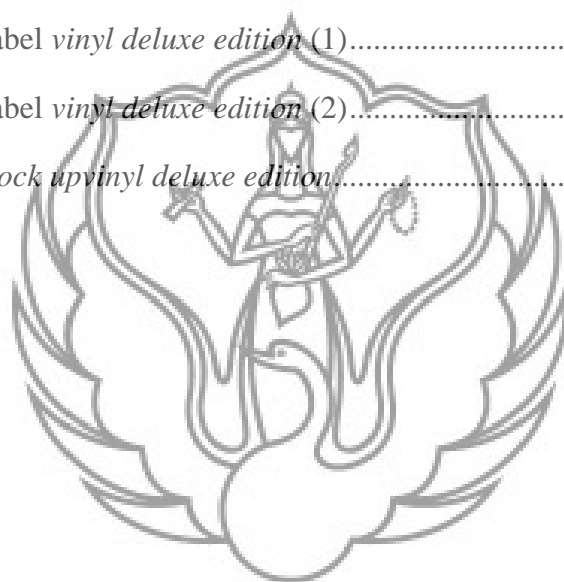 abel vinyl deluxe edition (1)..............................
abel vinyl deluxe edition (2)..............................
ock upvinyl deluxe edition................................